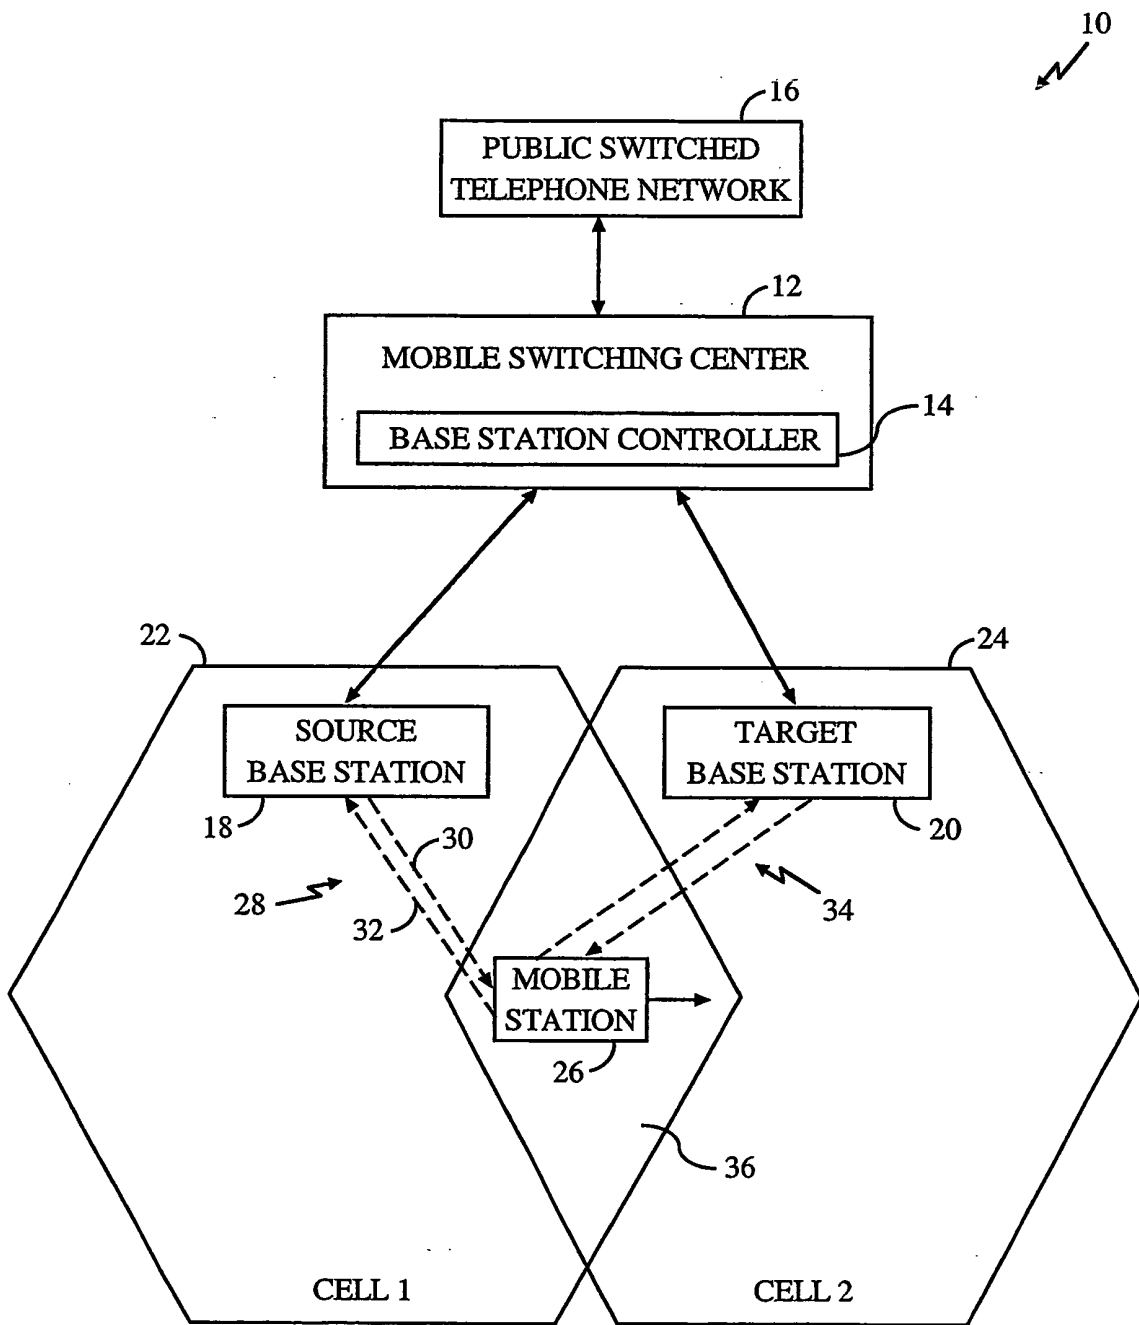 10
16
PUBLIC SWITCHED
TELEPHONE NETWORK
12
MOBILE SWITCHING CENTER
14
BASE STATION CONTROLLER
22
24
SOURCE
BASE STATION
TARGET
BASE STATION
18
30
20
28
32
34
MOBILE
STATION
26
36
CELL 1
CELL 2